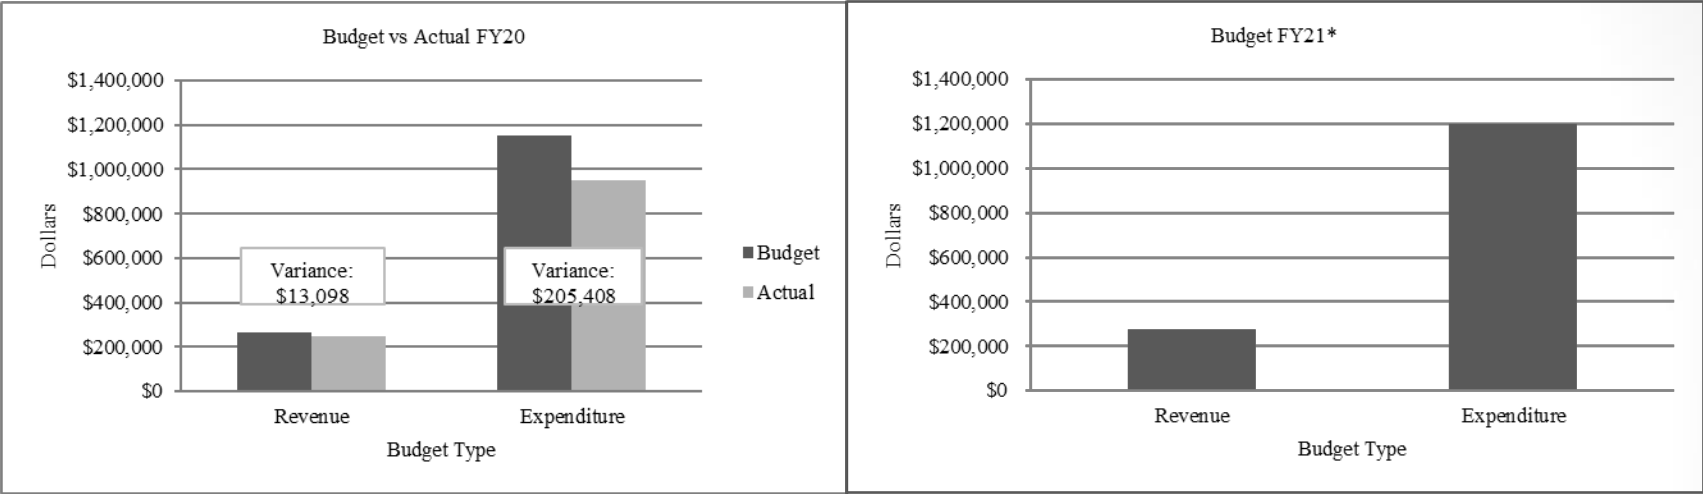 Budget vs Actual FY20
$1,400,000
$1,200,000
$1,000,000
$800,000
$600,000
$400,000
$200,000
$0
Dollars
Variance:
$13,098
Variance:
$205,408
Revenue
Expenditure
Budget Type
Budget
Actual
Budget FY21*
$1,400,000
$1,200,000
$1,000,000
$800,000
$600,000
$400,000
$200,000
$0
Dollars
Revenue
Expenditure
Budget Type